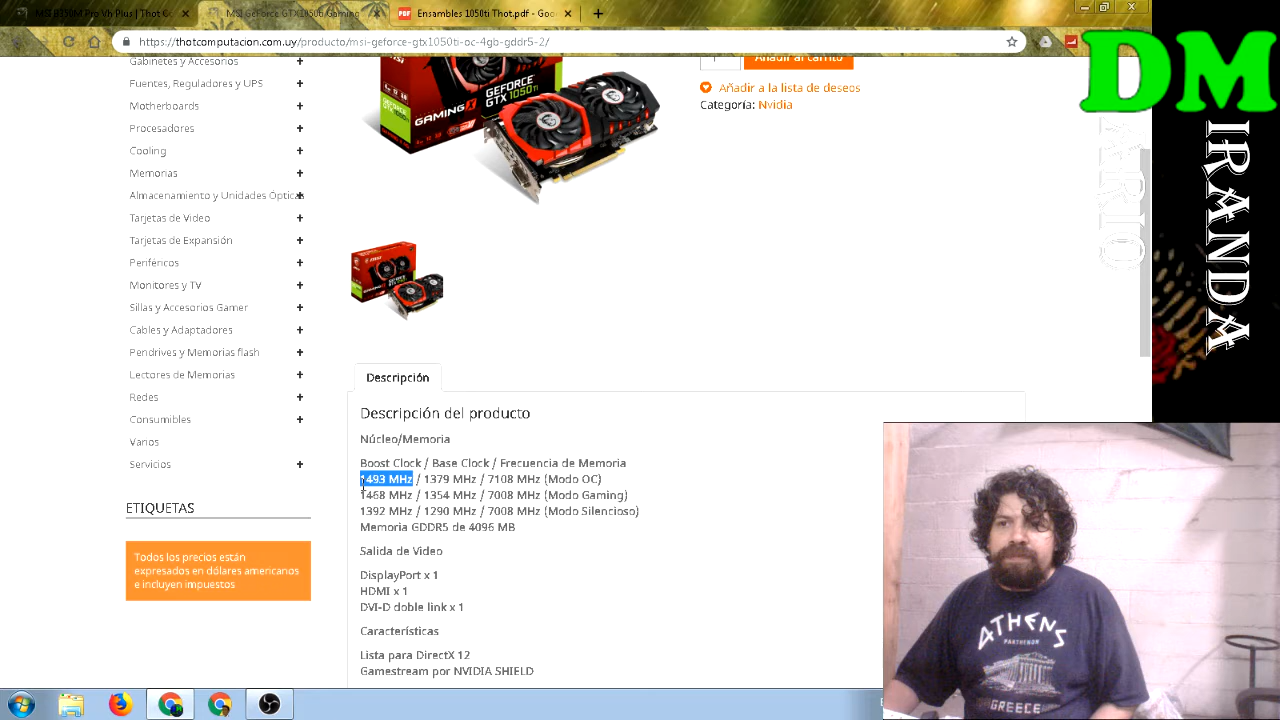 MSI B350M Pro Vh Plus | Thot Co
MSI GeForce GTX1050ti Gaming
PDF Ensambles 1050ti Thot.pdf - Goo
https://thotcomputacion.com.uy/producto/msi-geforce-gtx1050ti-oc-4gb-gddr5-2/
Gabinetes y Accesorios +
Fuentes, Reguladores y UPS +
Motherboards +
Procesadores +
Cooling +
Memorias +
Almacenamiento y Unidades Ópticas +
Tarjetas de Video +
Tarjetas de Expansión +
Periféricos +
Monitores y TV +
Sillas y Accesorios Gamer +
Cables y Adaptadores +
Pendrives y Memorias flash +
Lectores de Memorias +
Redes +
Consumibles +
Varios
Servicios +
ETIQUETAS
Todos los precios están
expresados en dólares americanos
e incluyen impuestos
GAMING X
GEFORCE
GTX 1050Ti
1
Añadir al carrito
Añadir a la lista de deseos
Categoría: Nvidia
Descripción
Descripción del producto
Núcleo/Memoria
Boost Clock / Base Clock / Frecuencia de Memoria
1493 MHz / 1379 MHz / 7108 MHz (Modo OC)
1468 MHz / 1354 MHz / 7008 MHz (Modo Gaming)
1392 MHz / 1290 MHz / 7008 MHz (Modo Silencioso)
Memoria GDDR5 de 4096 MB
Salida de Video
DisplayPort x 1
HDMI x 1
DVI-D doble link x 1
Características
Lista para DirectX 12
Gamestream por NVIDIA SHIELD
DM
ARIO
IRANDA
ATHENS
PARTHENON
GREECE